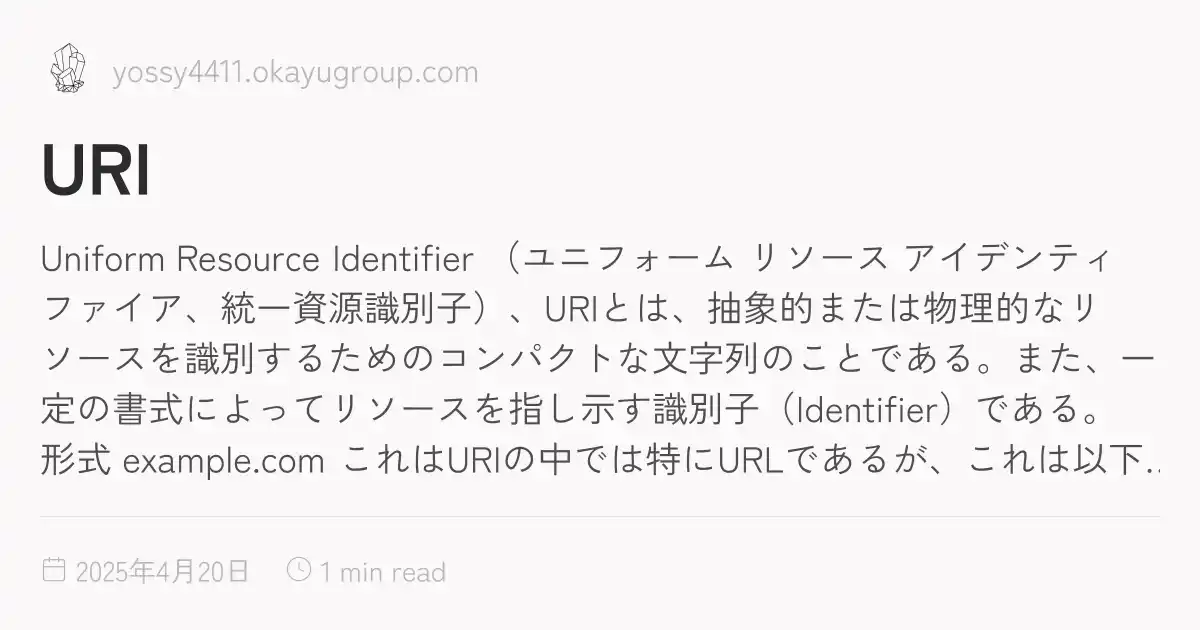 yossy4411.okayugroup.com
URI
Uniform Resource Identifier （ユニフォーム リソース アイデンティ
ファイア、統一資源識別子）、URIとは、抽象的または物理的なリ
ソースを識別するためのコンパクトな文字列のことである。また、一
定の書式によってリソースを指し示す識別子（Identifier）である。
形式 example.com これはURIの中では特にURLであるが、これは以下..
2025年4月20日 1 min read